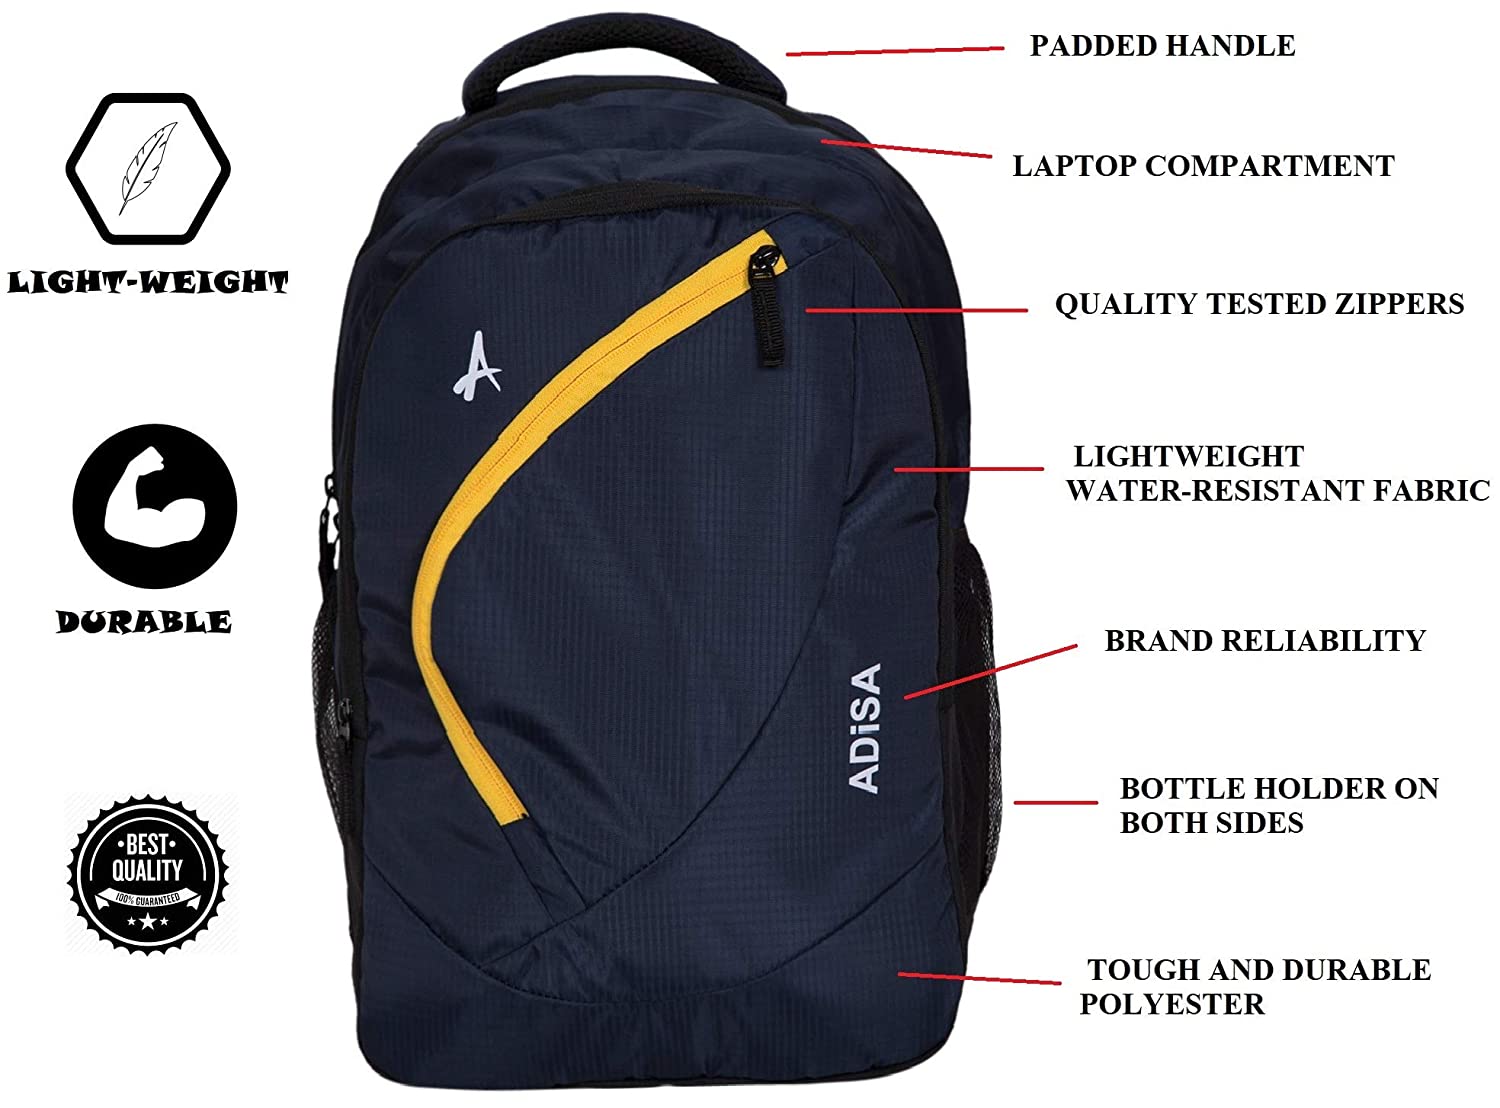 PADDED HANDLE
LAPTOP COMPARTMENT
LIGHT-WEIGHT
QUALITY TESTED ZIPPERS
A
LIGHTWEIGHT
WATER-RESISTANT FABRIC
DURABLE
BRAND RELIABILITY
ADiSA
BOTTLE HOLDER ON
BOTH SIDES
BEST
QUALITY
100% GUARANTEED
TOUGH AND DURABLE
POLYESTER